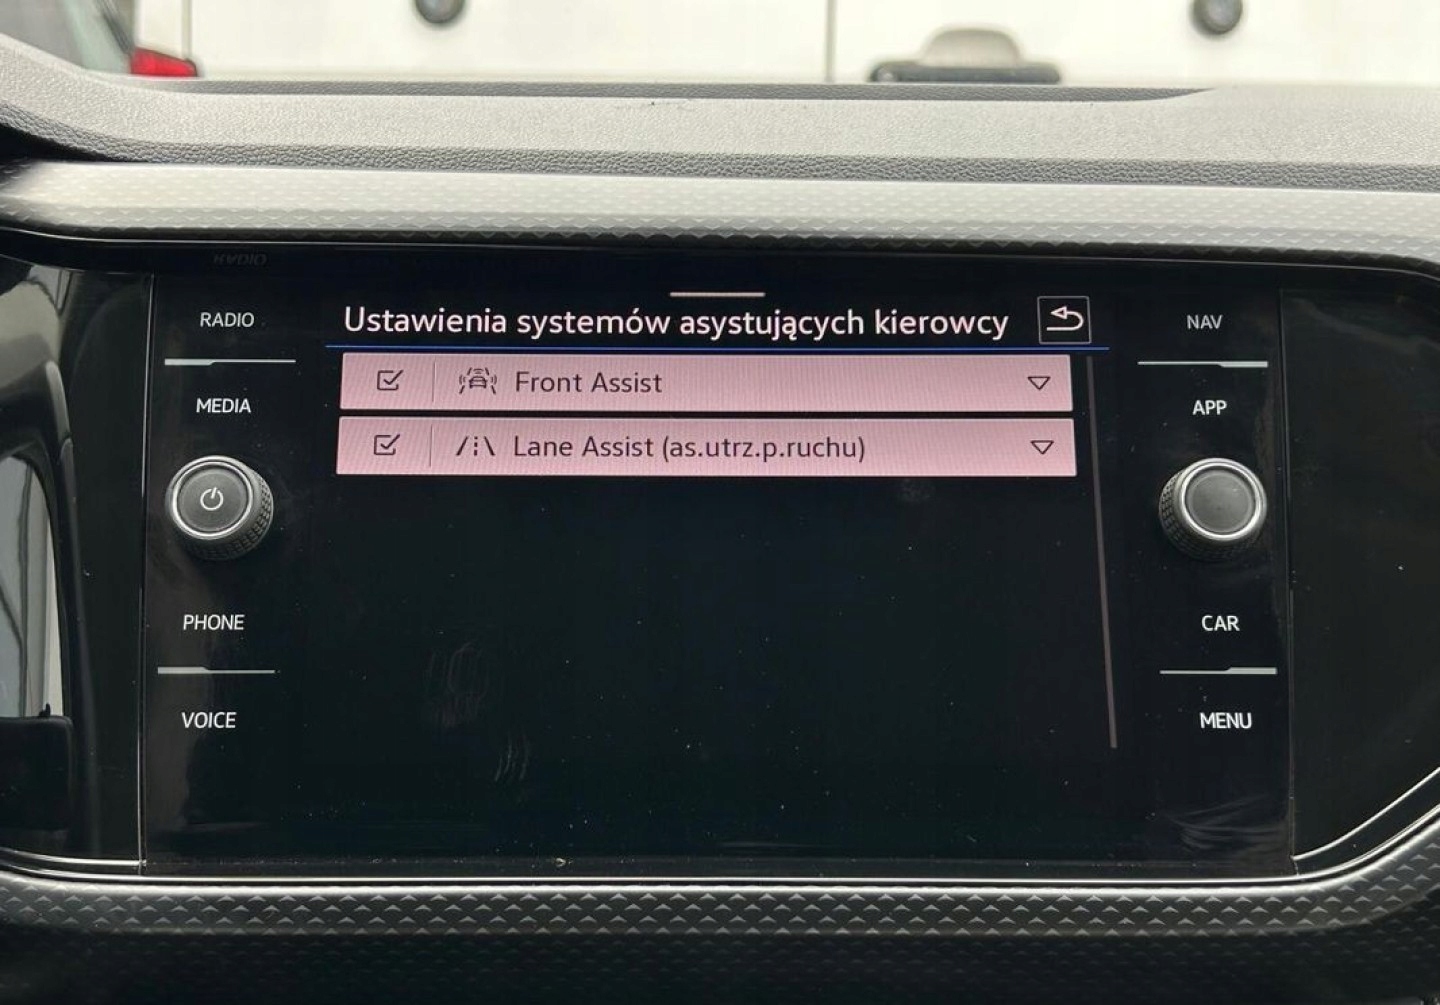 RADIO
MEDIA
PHONE
VOICE
Ustawienia systemów asystujących kierowcy
Front Assist
Lane Assist (as.utrz.p.ruchu)
NAV
APP
CAR
MENU